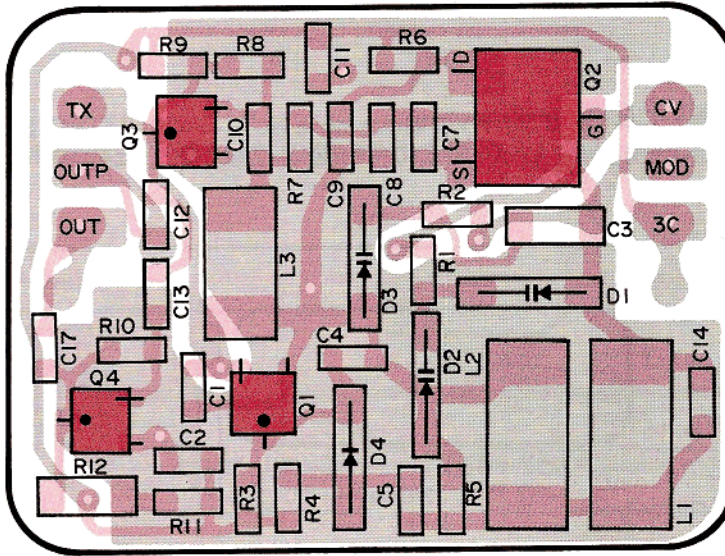 R9
R8
C11
R6
D
Q2
TX
Q3
C10
C7
G
CV
OUTP
R7
C9
C8
S
MOD
OUT
C12
R2
C3
3C
L3
R1
C13
D3
D1
C17
R10
C4
D2
L2
C14
Q4
C1
Q1
C2
D4
R12
R11
R3
R4
C5
R5
L1